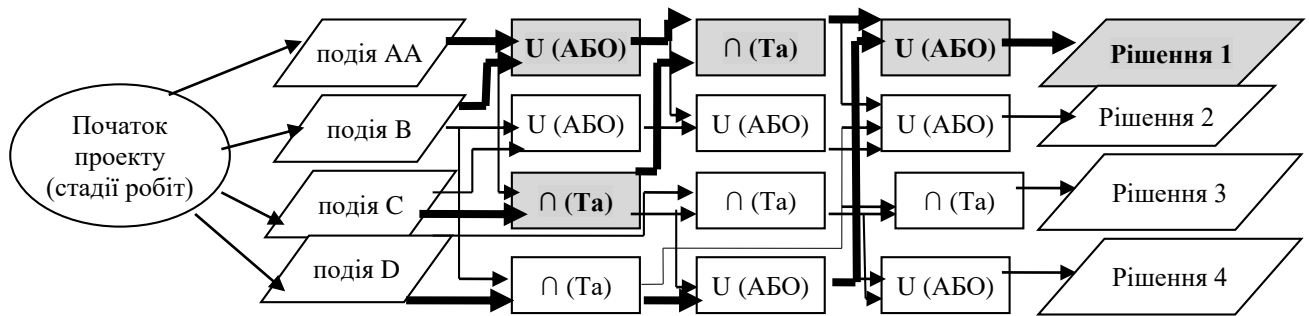 Початок
проекту
(стадії робіт)
подія АА
подія В
подія С
подія D
U (АБО)
U (АБО)
∩ (Та)
∩ (Та)
∩ (Та)
U (АБО)
∩ (Та)
U (АБО)
U (АБО)
U (АБО)
∩ (Та)
U (АБО)
Рішення 1
Рішення 2
Рішення 3
Рішення 4